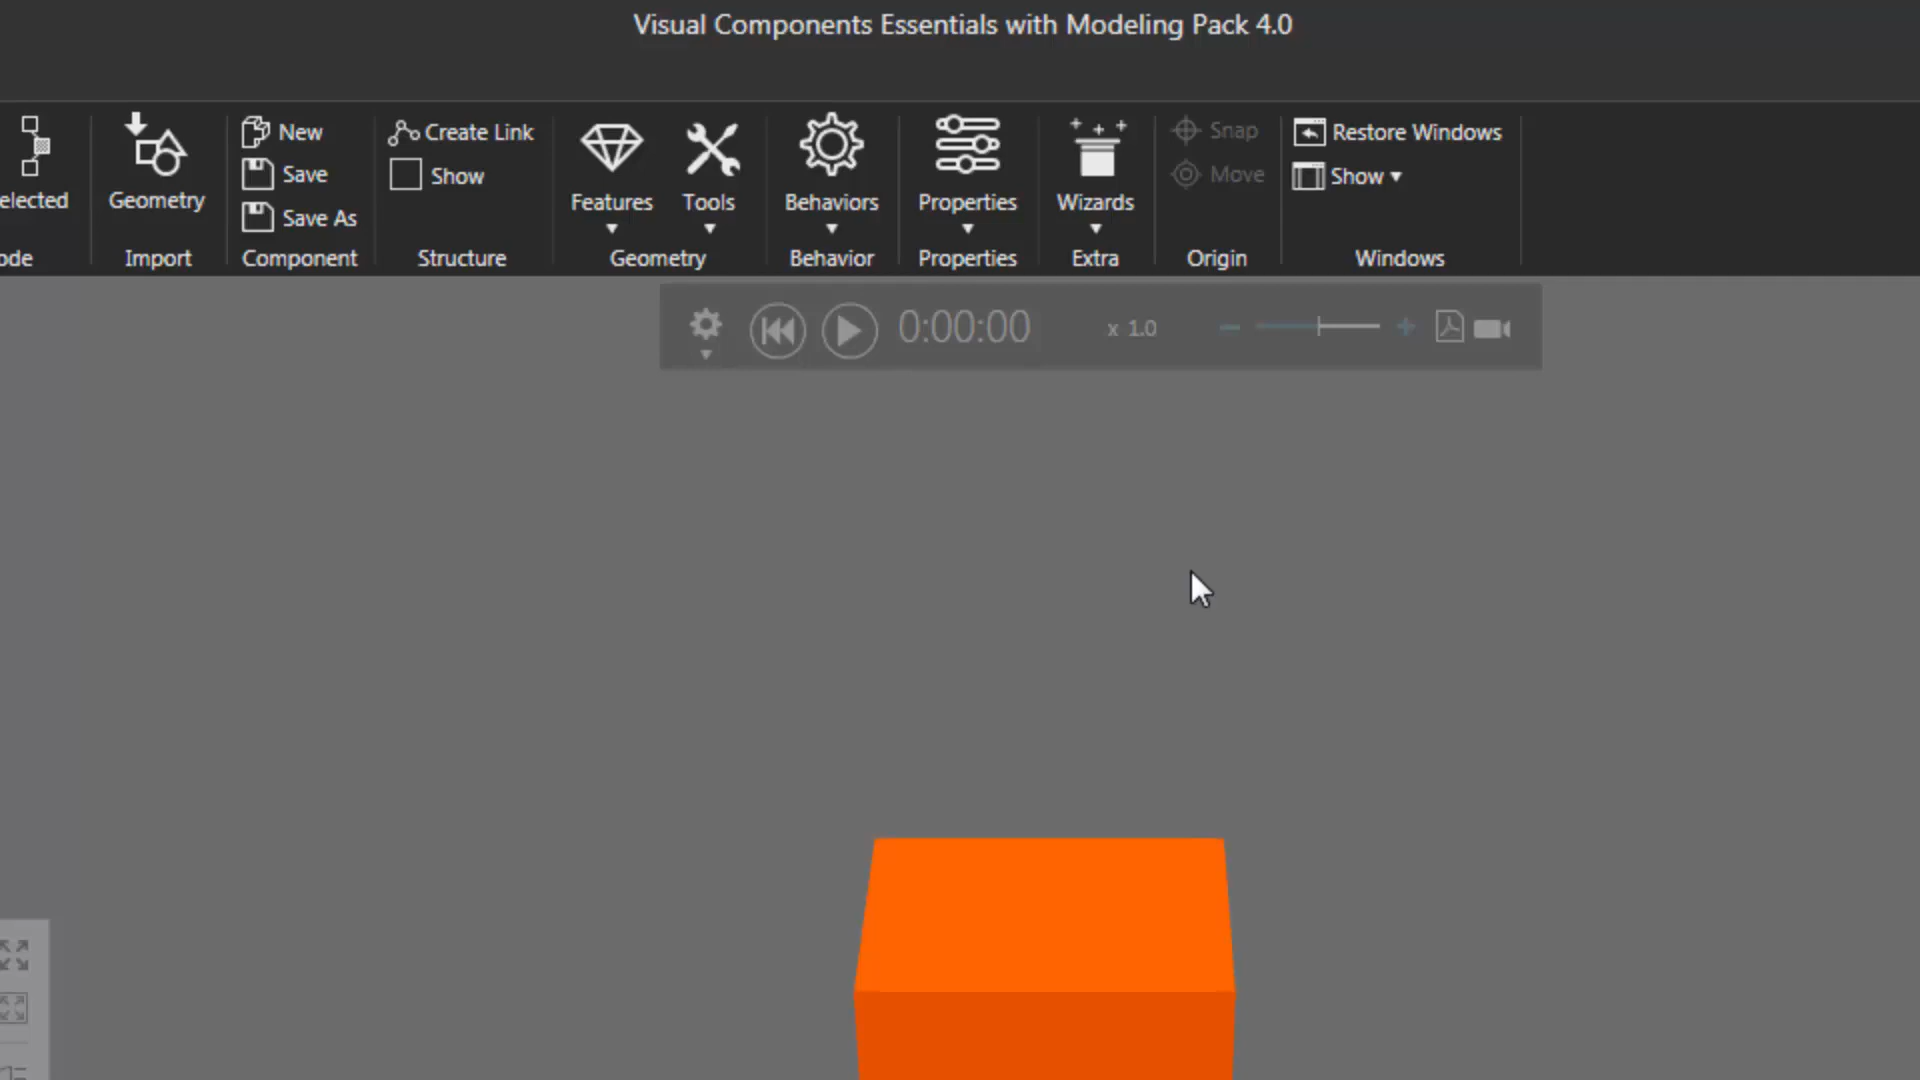 Visual Components Essentials with Modeling Pack 4.0
New
Create Link
Snap
Restore Windows
Save
Show
Move
Show
elected
Geometry
Save As
Features
Tools
Behaviors
Properties
Wizards
ode
Import
Component
Structure
Geometry
Behavior
Properties
Extra
Origin
Windows
0:00:00
x 1.0